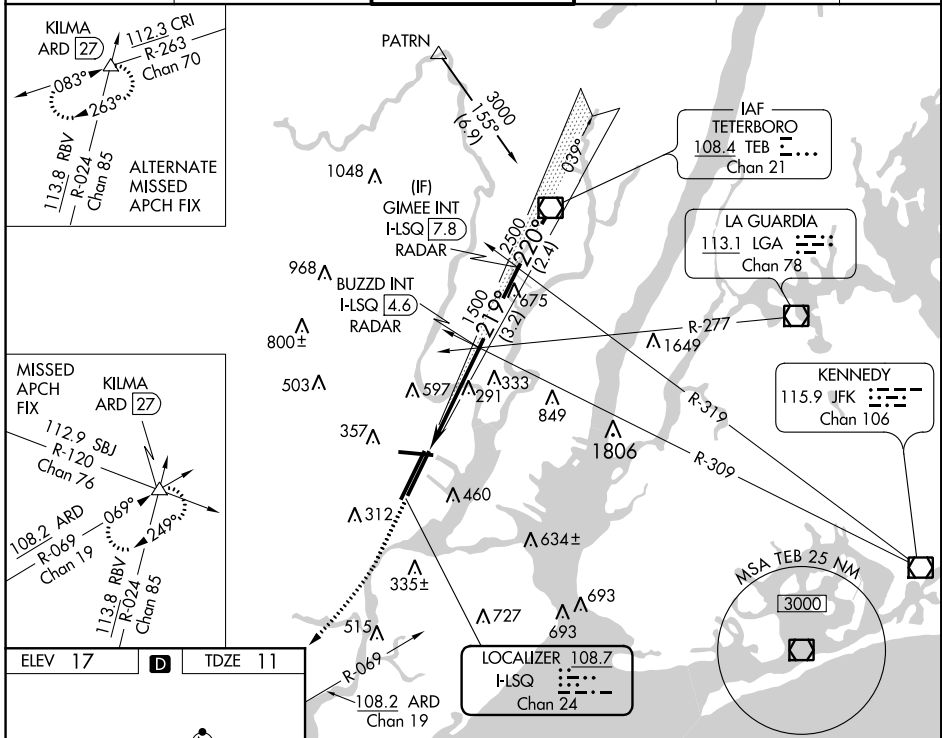 KILMA
ARD 27
112.3 CRI
R-263
Chan 70
083°
263°
113.8 RBV
R-024
Chan 85
ALTERNATE
MISSED
APCH FIX
PATRN
3000
155°
(6.9)
1048
(IF)
GIMEE INT
I-LSQ 7.8
RADAR
039°
IAF
TETERBORO
108.4 TEB
Chan 21
2500
220°
(2.4)
LA GUARDIA
113.1 LGA
Chan 78
968
BUZZD INT
I-LSQ 4.6
RADAR
675
1500
219°
(3.2)
R-277
800±
1649
MISSED
APCH
FIX
KILMA
ARD 27
503
597
291
333
849
R-319
KENNEDY
115.9 JFK
Chan 106
112.9 SBJ
R-120
Chan 76
357
1806
R-309
069°
249°
108.2 ARD
R-069
Chan 19
113.8 RBV
R-024
Chan 85
312
460
634±
335±
MSA TEB 25 NM
3000
515
727
693
693
ELEV 17
D
TDZE 11
R-069
108.2 ARD
Chan 19
LOCALIZER 108.7
I-LSQ
Chan 24